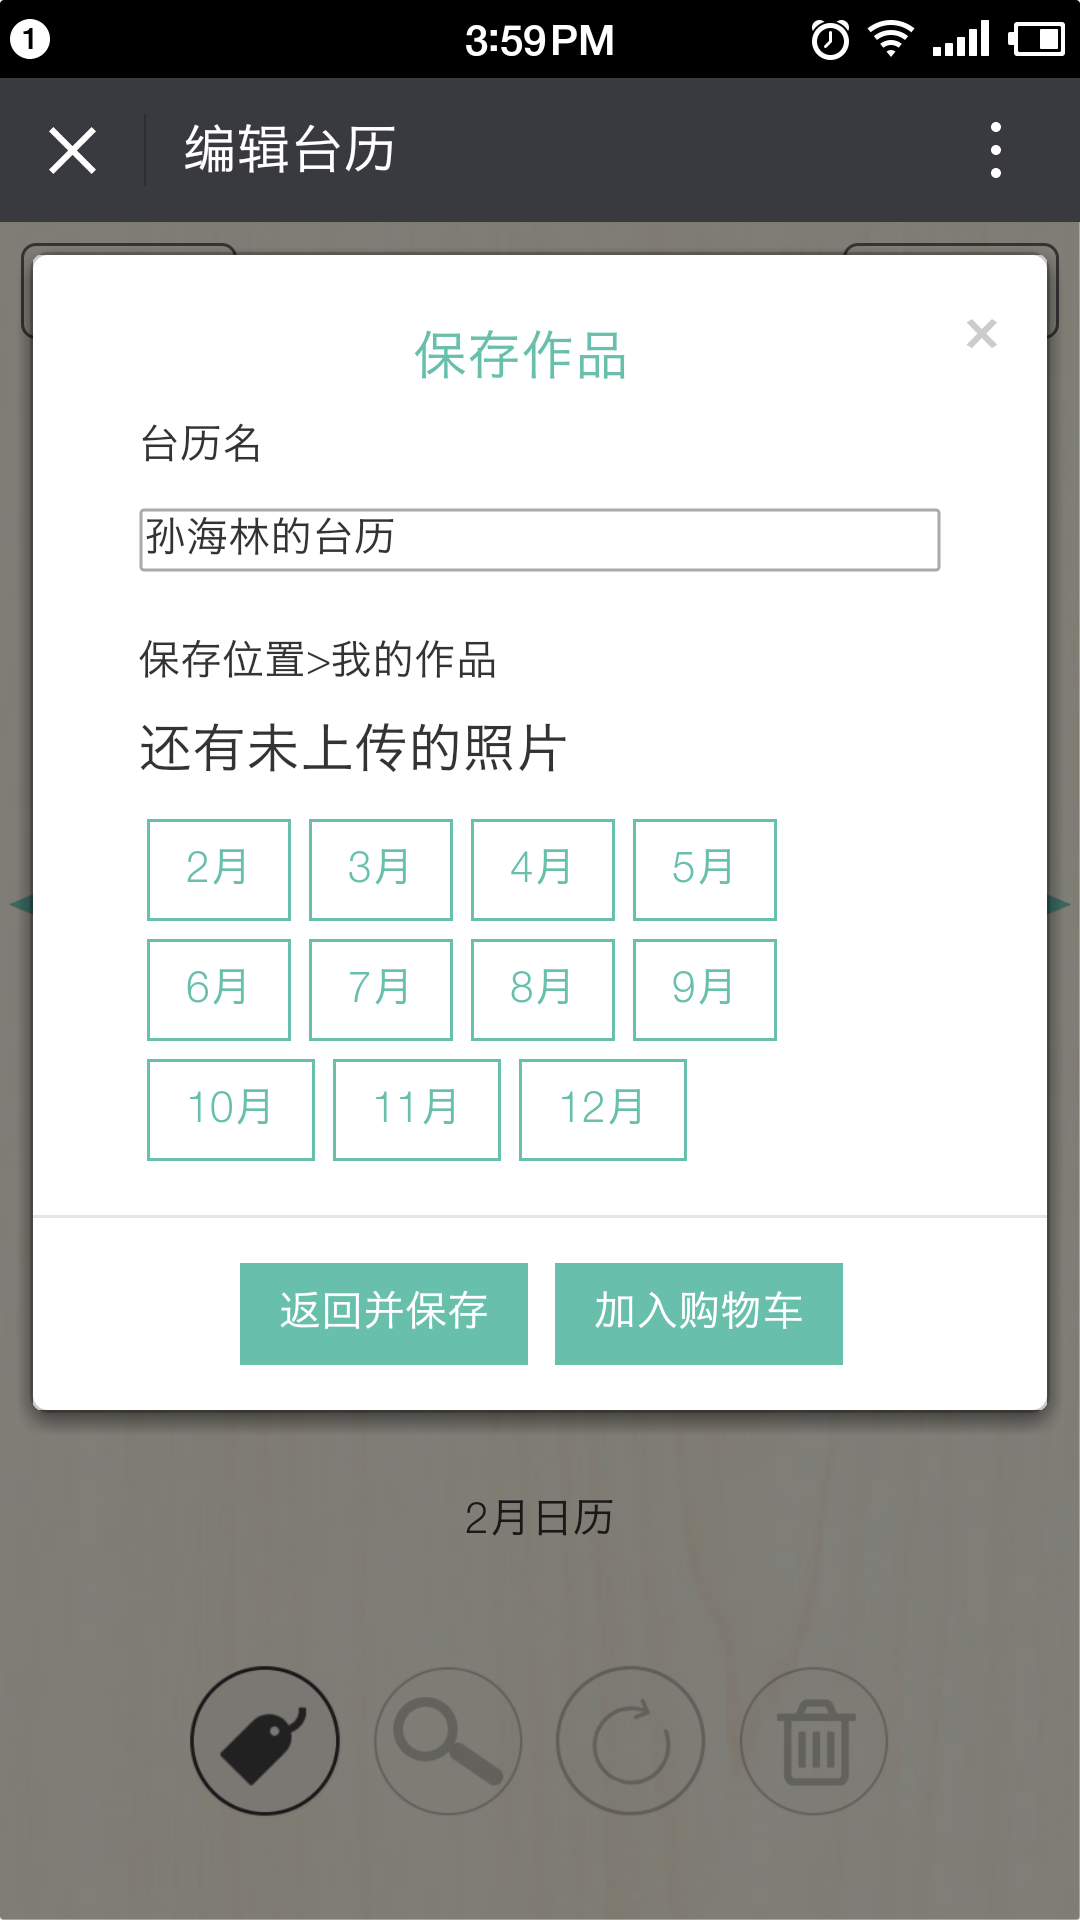 1
3:59PM
编辑台历
保存作品
×
台历名
孙海林的台历
保存位置>我的作品
还有未上传的照片
2月 3月 4月 5月
6月 7月 8月 9月
10月 11月 12月
返回并保存 加入购物车
2月日历